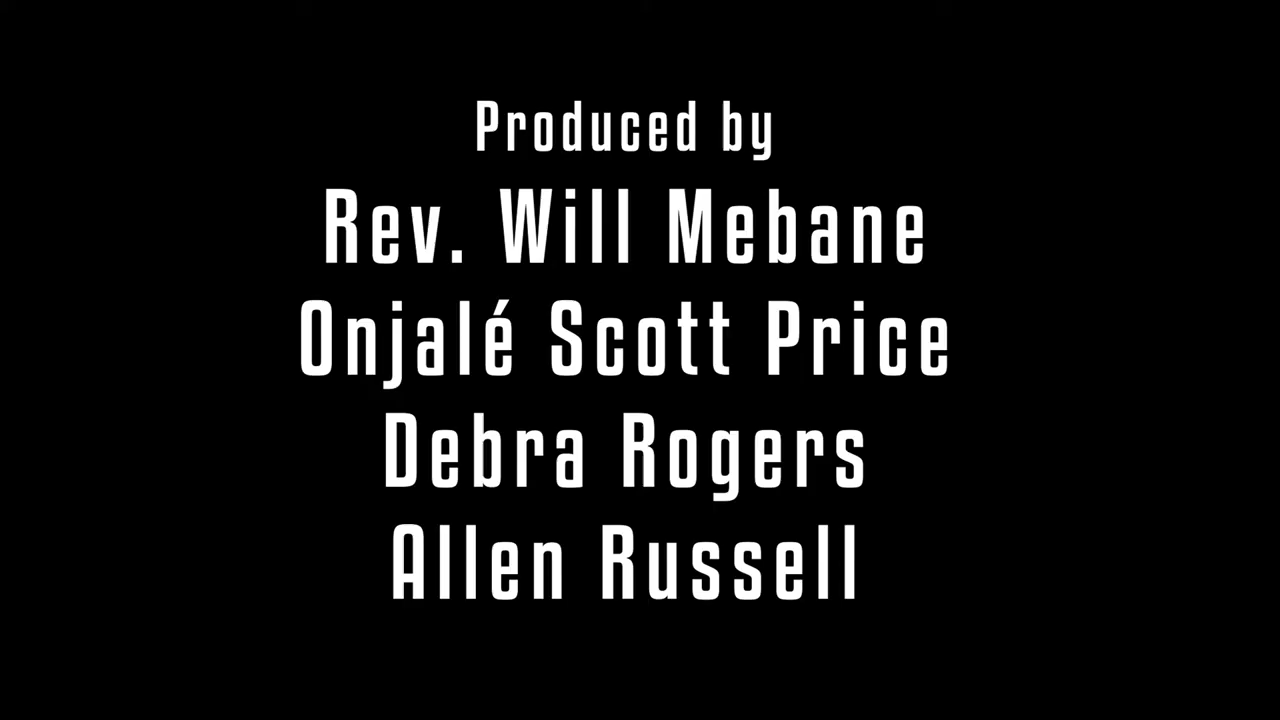 Produced by
Rev. Will Mebane
Onjalé Scott Price
Debra Rogers
Allen Russell